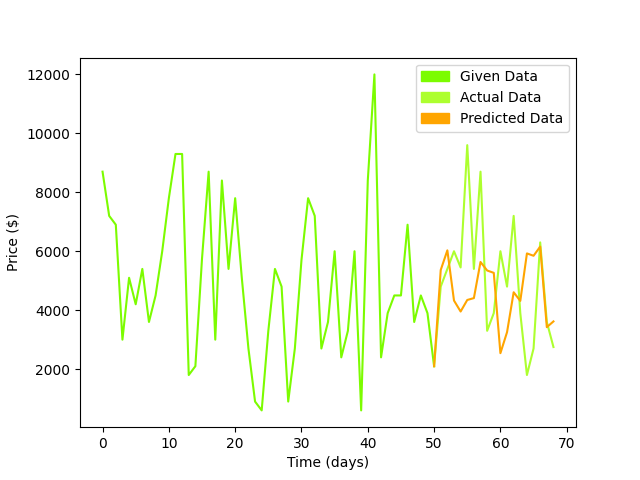 12000
10000
8000
6000
4000
2000
Price ($)
Given Data
Actual Data
Predicted Data
0 10 20 30 40 50 60 70
Time (days)